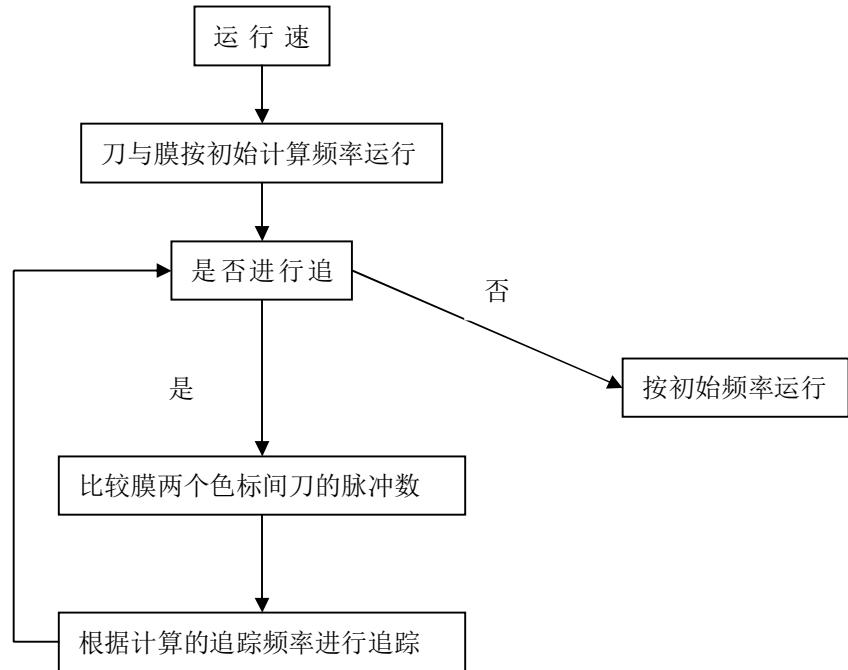 运行速
刀与膜按初始计算频率运行
是否进行追
否
是
按初始频率运行
比较膜两个色标间刀的脉冲数
根据计算的追踪频率进行追踪